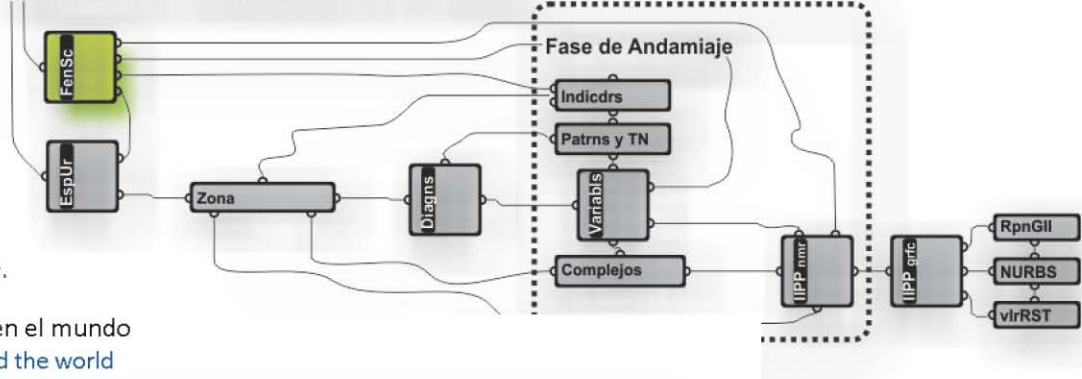 FenSc
Fase de Andamiaje
Indicdrs
Patrns y TN
EspUr
Zona
Diagns
Variabls
Complejos
IIPP nmr
IIPP grfc
RpnGII
NURBS
vlrRST
en el mundo
d the world